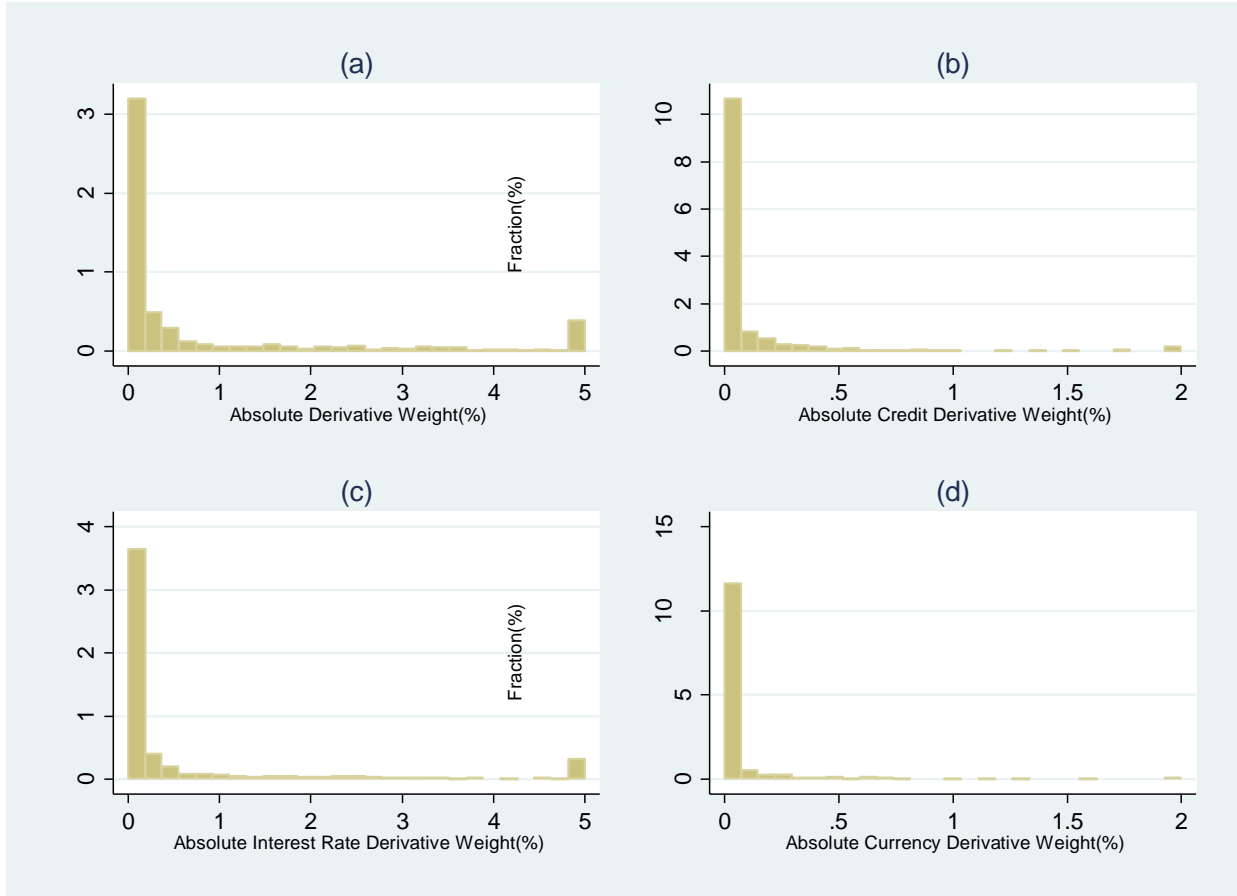 (a)
3
2
1
0
Fraction(%)
0 1 2 3 4 5
Absolute Derivative Weight(%)
(b)
10
8
6
4
2
0
0 .5 1 1.5 2
Absolute Credit Derivative Weight(%)
(c)
4
3
2
1
0
Fraction(%)
0 1 2 3 4 5
Absolute Interest Rate Derivative Weight(%)
(d)
15
10
5
0
0 .5 1 1.5 2
Absolute Currency Derivative Weight(%)